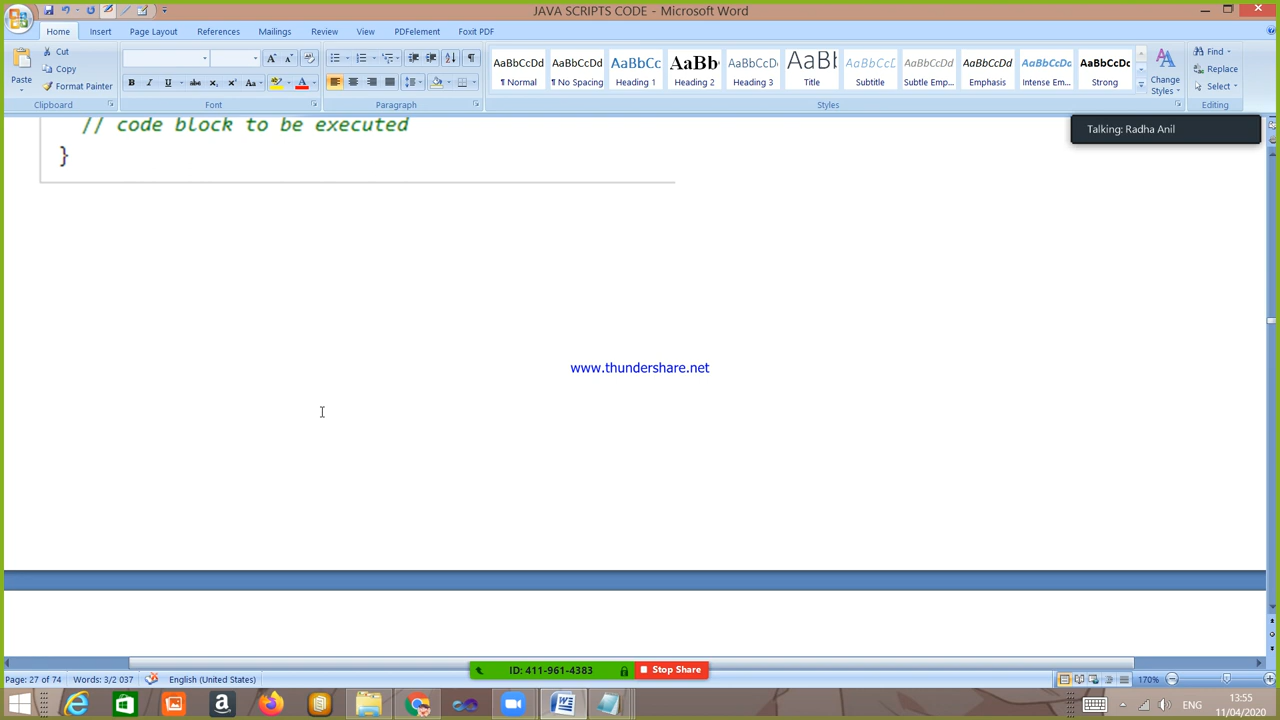 JAVA SCRIPTS CODE - Microsoft Word
Home Insert Page Layout References Mailings Review View PDFelement Foxit PDF
Paste
Cut
Copy
Format Painter
Clipboard
Font
Paragraph
AaBbCcDd AaBbCcDd AaBbCc AaBb AaBbCcD AaB AaBbCcL AaBbCcDd AaBbCcDd AaBbCcDc AaBbCcDc
¶ Normal ¶ No Spacing Heading 1 Heading 2 Heading 3 Title Subtitle Subtle Emp... Emphasis Intense Em... Strong
Change Styles
Styles
Find
Replace
Select
Editing
Talking: Radha Anil
// code block to be executed
}
www.thundershare.net
ID: 411-961-4383
Stop Share
Page: 27 of 74 Words: 3/2 037 English (United States)
170%
ENG
13:55
11/04/2020